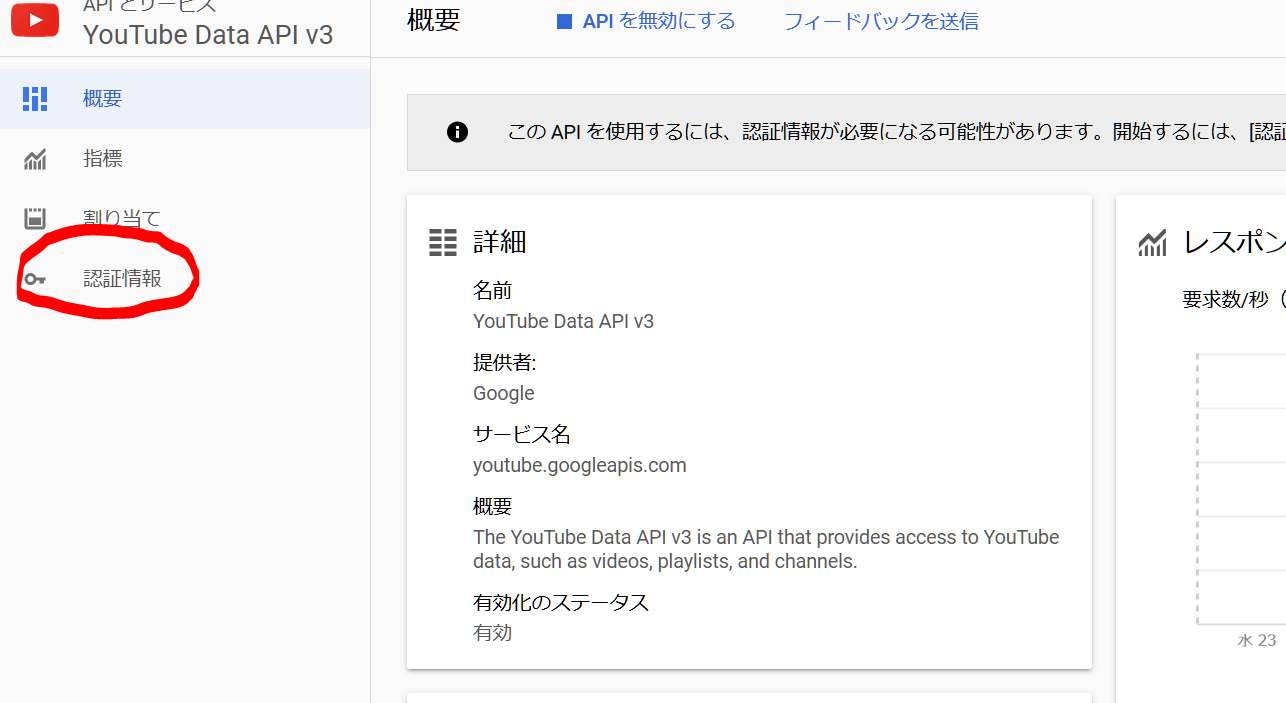 API とサービス
YouTube Data API v3
概要
指標
割り当て
認証情報
概要
API を無効にする
フィードバックを送信
この API を使用するには、認証情報が必要になる可能性があります。開始するには、[認証
詳細
名前
YouTube Data API v3
提供者:
Google
サービス名
youtube.googleapis.com
概要
The YouTube Data API v3 is an API that provides access to YouTube
data, such as videos, playlists, and channels.
有効化のステータス
有効
レスポン
要求数/秒（
水 23